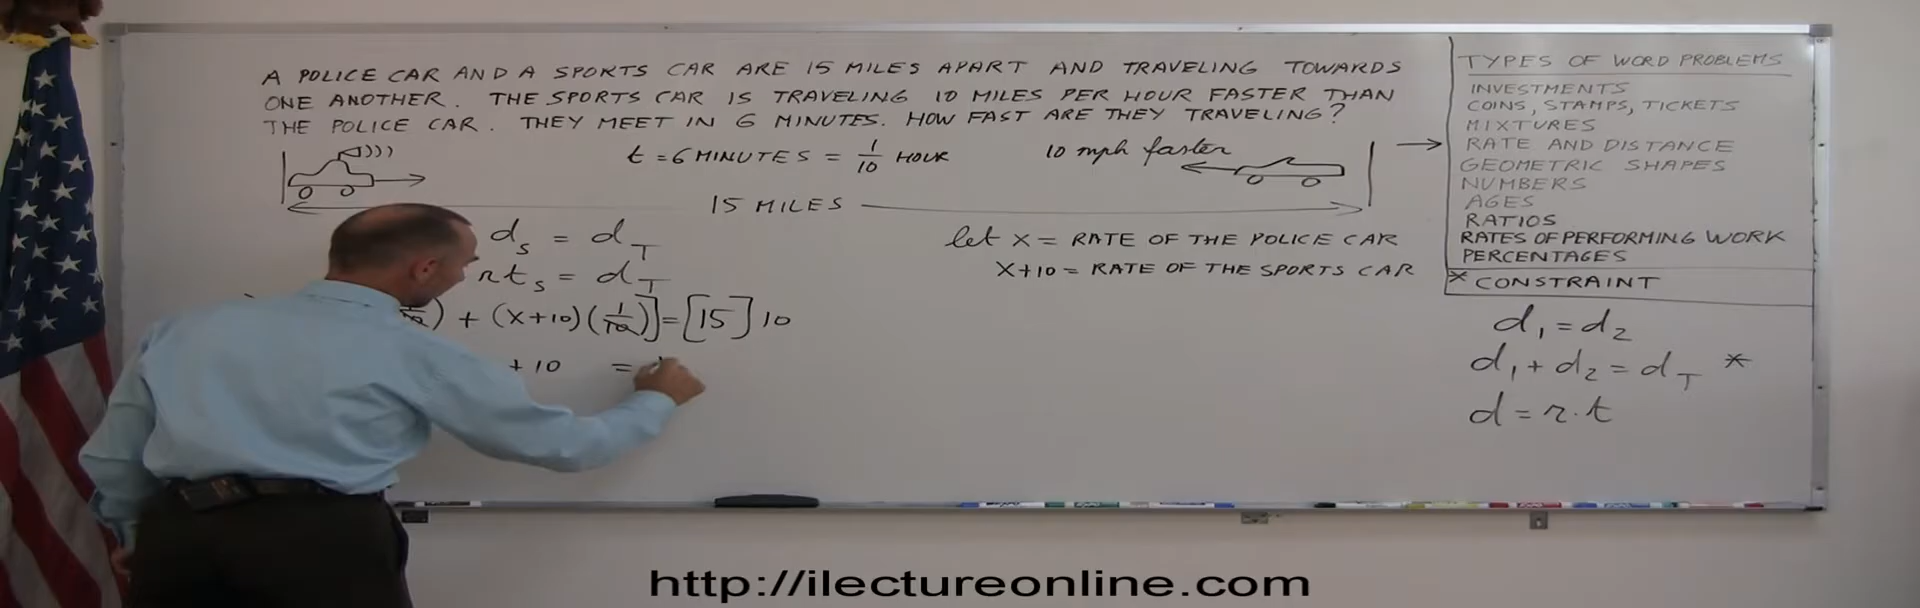 A POLICE CAR AND A SPORTS CAR ARE 15 MILES APART AND TRAVELING TOWARDS
ONE ANOTHER. THE SPORTS CAR IS TRAVELING 10 MILES PER HOUR FASTER THAN
THE POLICE CAR. THEY MEET IN 6 MINUTES. HOW FAST ARE THEY TRAVELING?
t = 6 MINUTES = 1/10 HOUR
10 mph faster
15 MILES
d_s = d_T
rt_s = d_T
+ (X+10)(1/10)] = [15] 10
+ 10 =
let x = RATE OF THE POLICE CAR
X+10 = RATE OF THE SPORTS CAR
TYPES OF WORD PROBLEMS
INVESTMENTS
COINS, STAMPS, TICKETS
MIXTURES
RATE AND DISTANCE
GEOMETRIC SHAPES
NUMBERS
AGES
RATIOS
RATES OF PERFORMING WORK
PERCENTAGES
* CONSTRAINT
d₁ = d₂
d₁ + d₂ = d_T *
d = r·t
http://ilectureonline.com